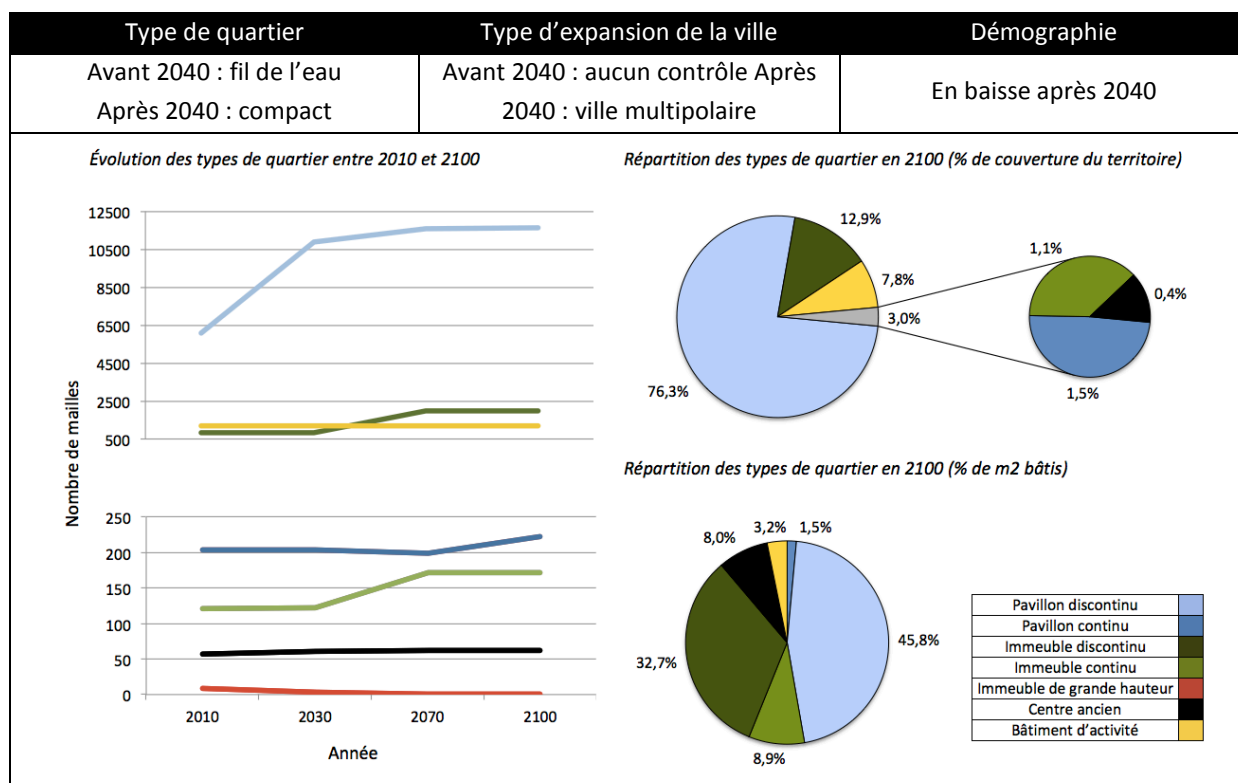 Type de quartier
Type d'expansion de la ville
Démographie
Avant 2040 : fil de l'eau
Après 2040 : compact
Avant 2040 : aucun contrôle Après
2040 : ville multipolaire
En baisse après 2040
Évolution des types de quartier entre 2010 et 2100
Nombre de mailles
12500
10500
8500
6500
4500
2500
500
250
200
150
100
50
0
2010
2030
2070
2100
Année
Répartition des types de quartier en 2100 (% de couverture du territoire)
12,9%
7,8%
3,0%
76,3%
1,1%
0,4%
1,5%
Répartition des types de quartier en 2100 (% de m2 bâtis)
8,0%
3,2%
1,5%
45,8%
32,7%
8,9%
Pavillon discontinu
Pavillon continu
Immeuble discontinu
Immeuble continu
Immeuble de grande hauteur
Centre ancien
Bâtiment d'activité